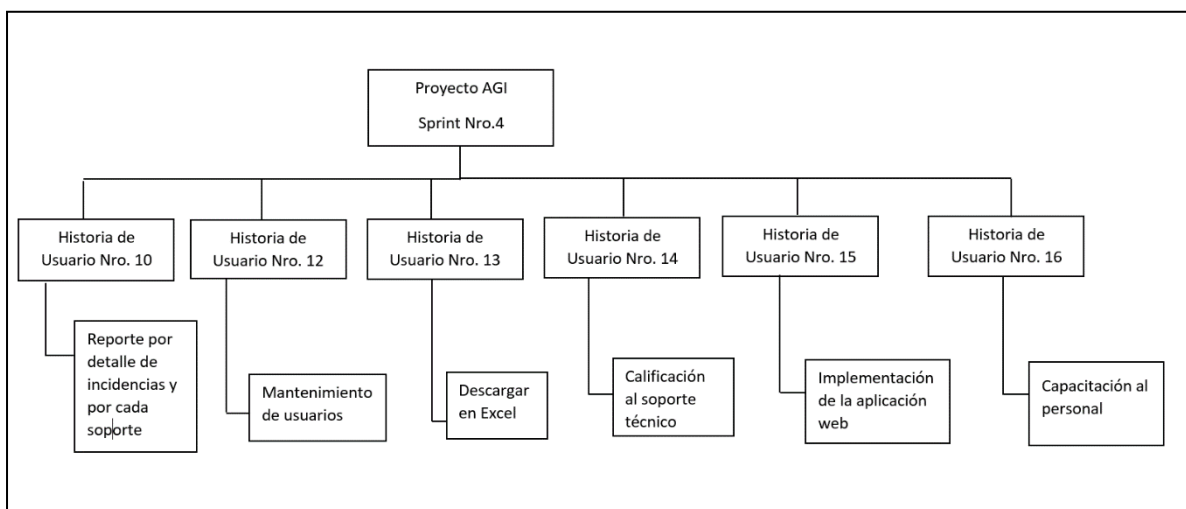 Proyecto AGI
Sprint Nro.4
Historia de
Usuario Nro. 10
Historia de
Usuario Nro. 12
Historia de
Usuario Nro. 13
Historia de
Usuario Nro. 14
Historia de
Usuario Nro. 15
Historia de
Usuario Nro. 16
Reporte por
detalle de
incidencias y
por cada
soporte
Mantenimiento
de usuarios
Descargar
en Excel
Calificación
al soporte
técnico
Implementación
de la aplicación
web
Capacitación al
personal